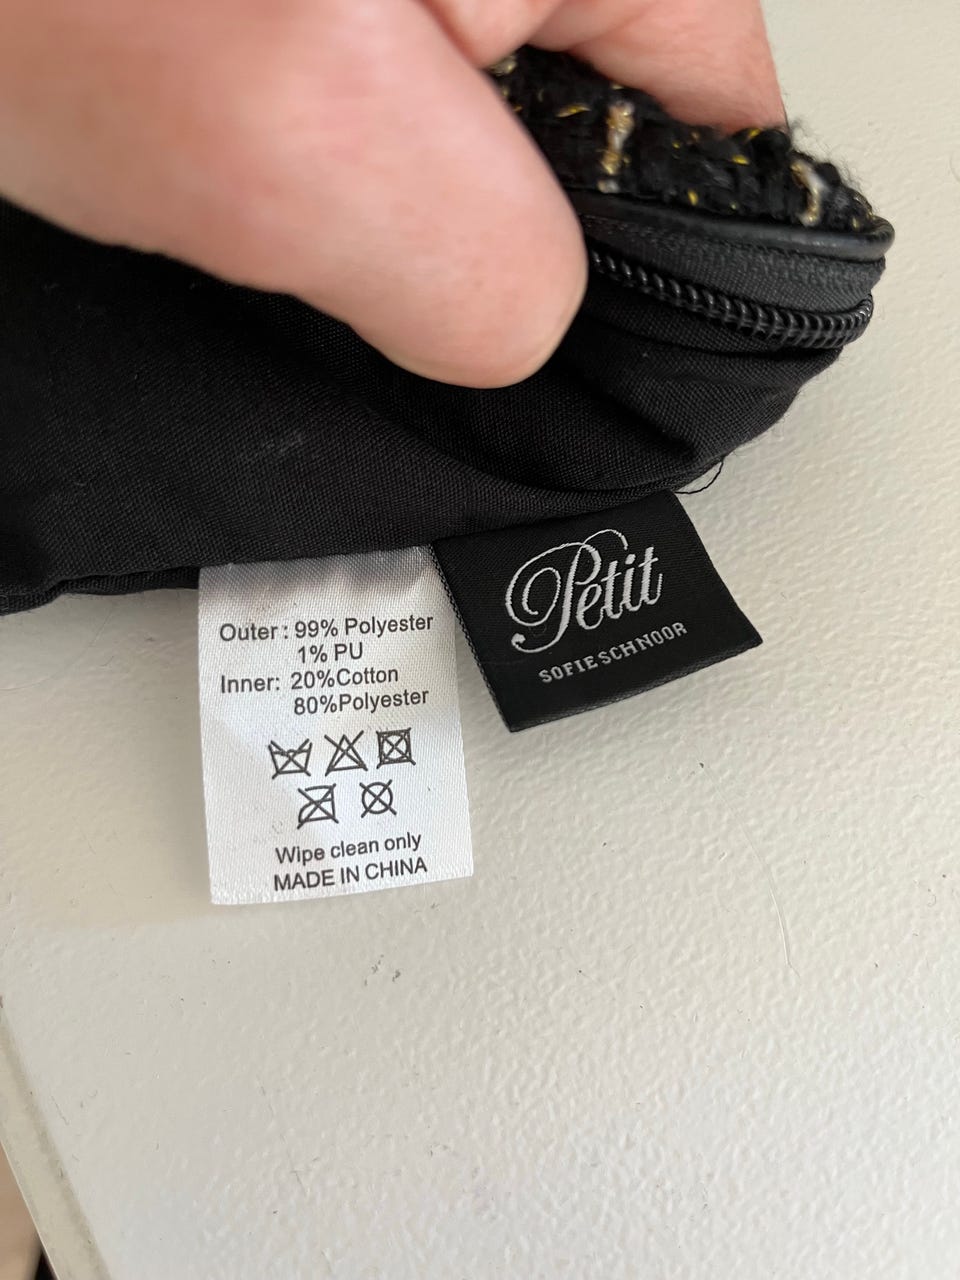 Outer: 99% Polyester
1% PU
Inner: 20%Cotton
80%Polyester
Wipe clean only
MADE IN CHINA
Petit
SOFIE SCHNOOR